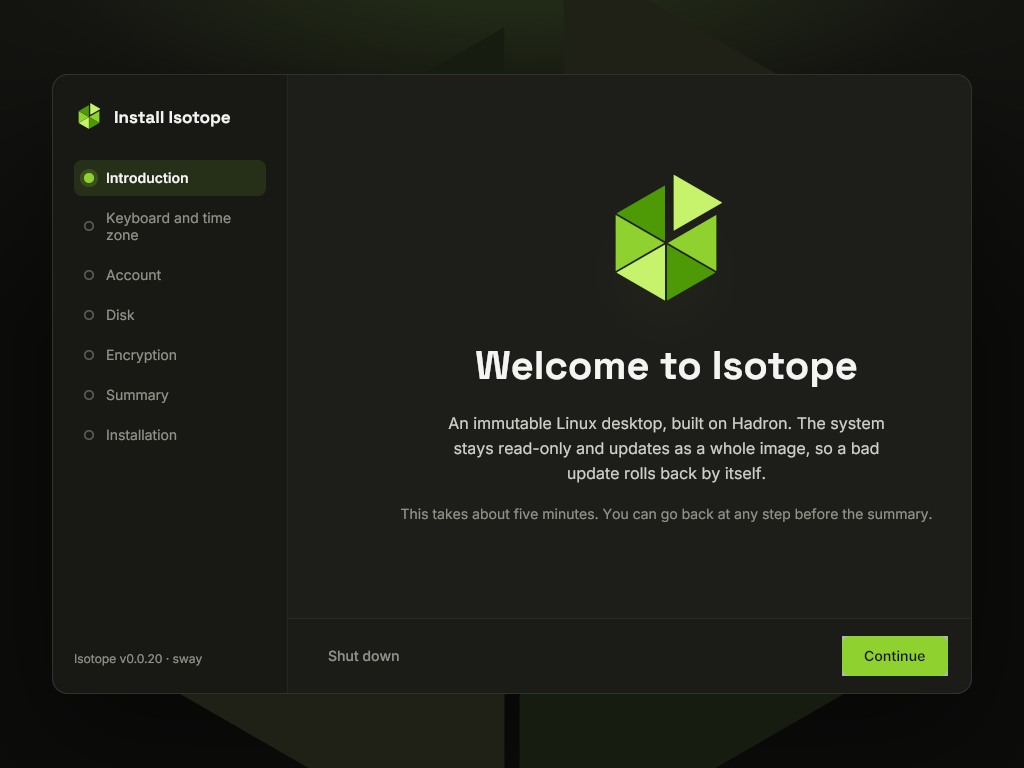 Install Isotope
Introduction
Keyboard and time
zone
Account
Disk
Encryption
Summary
Installation
Isotope v0.0.20 · sway
Welcome to Isotope
An immutable Linux desktop, built on Hadron. The system
stays read-only and updates as a whole image, so a bad
update rolls back by itself.
This takes about five minutes. You can go back at any step before the summary.
Shut down
Continue